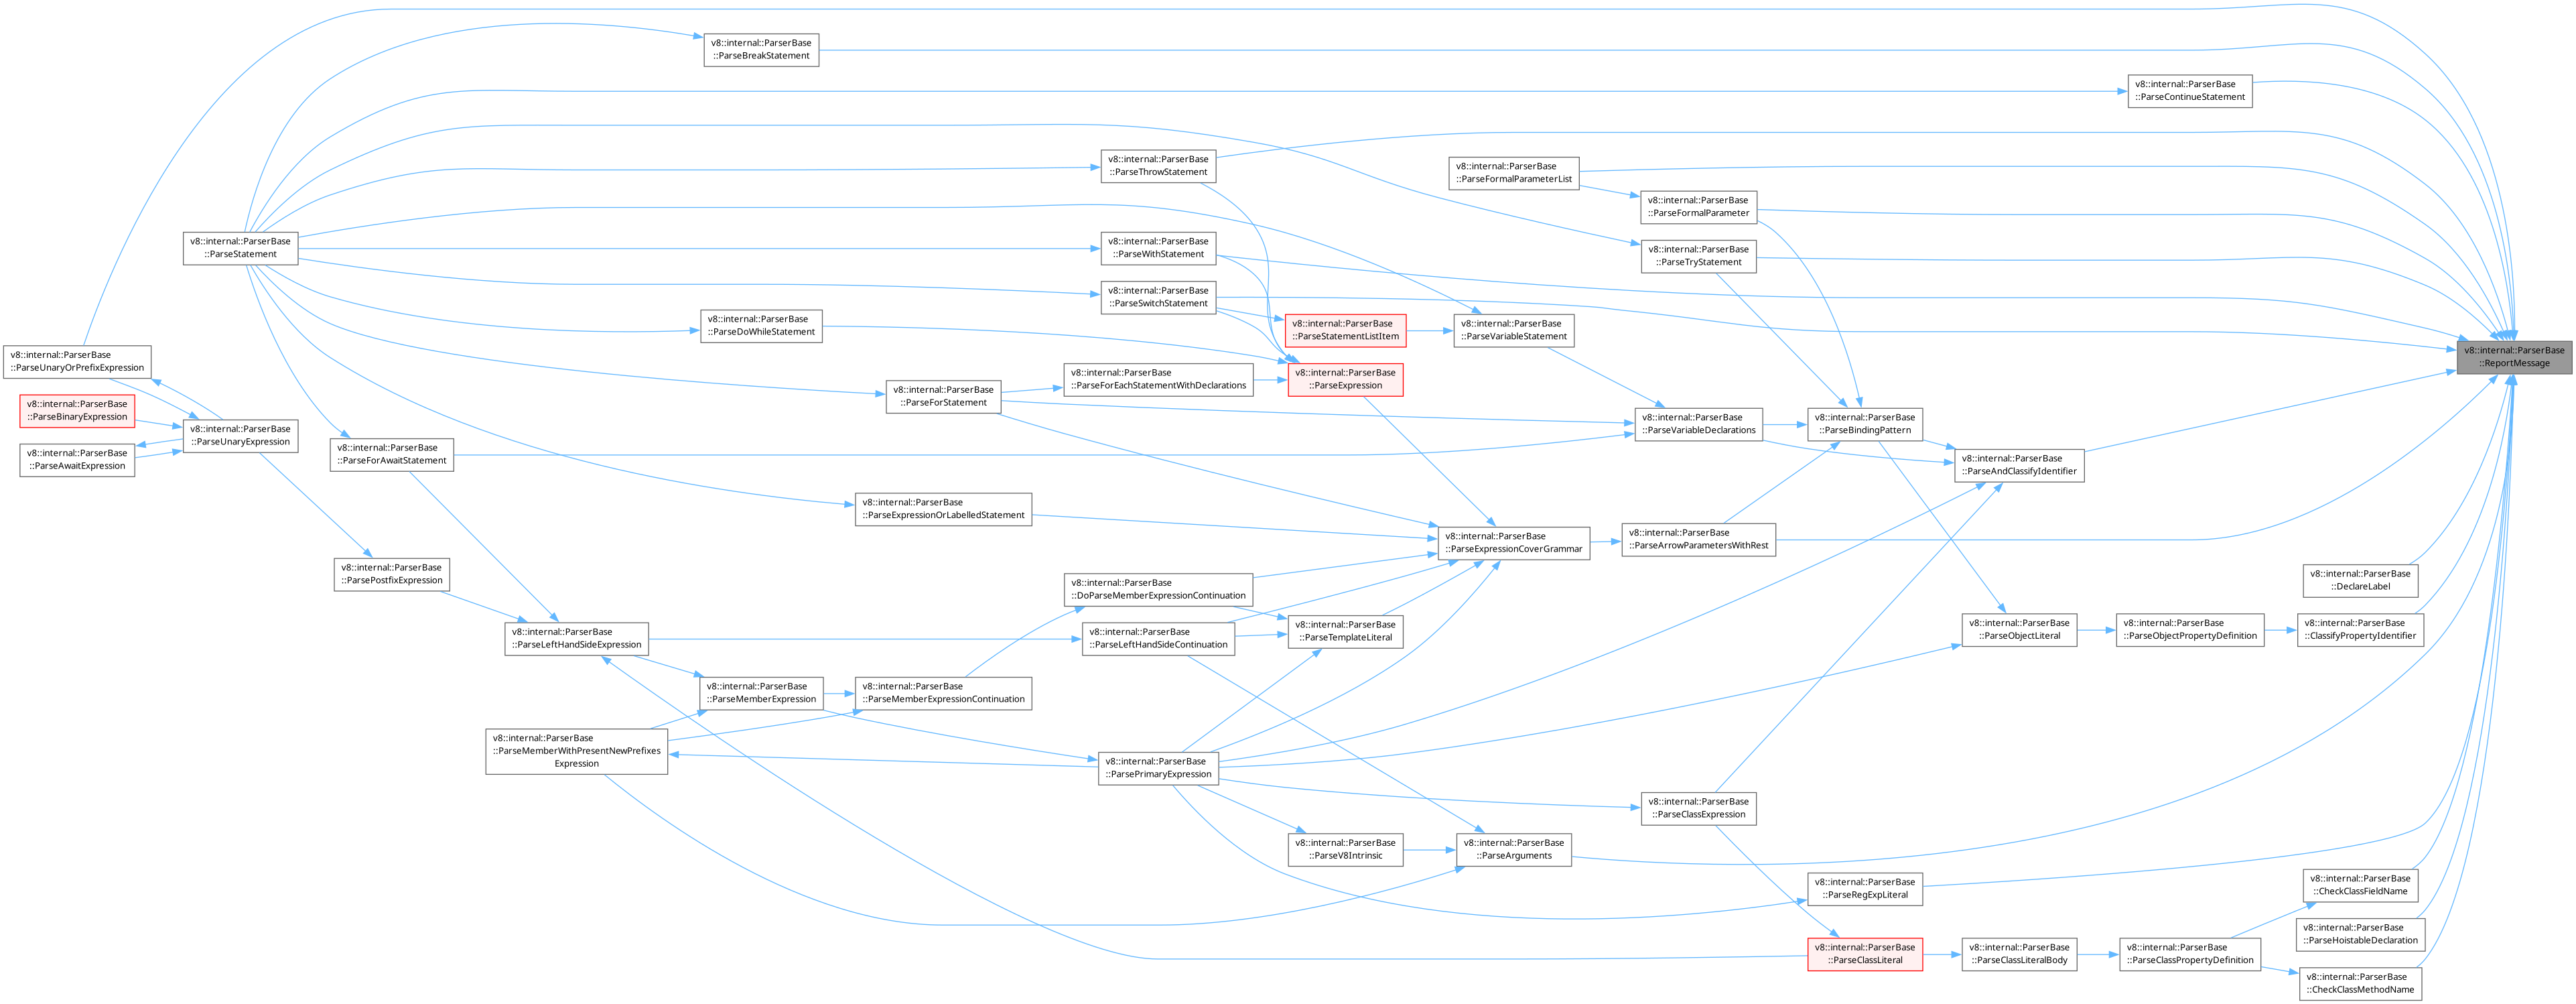 v8::internal::ParserBase
::ParseBreakStatement
v8::internal::ParserBase
::ParseContinueStatement
v8::internal::ParserBase
::ParseThrowStatement
v8::internal::ParserBase
::ParseFormalParameterList
v8::internal::ParserBase
::ParseFormalParameter
v8::internal::ParserBase
::ParseStatement
v8::internal::ParserBase
::ParseWithStatement
v8::internal::ParserBase
::ParseTryStatement
v8::internal::ParserBase
::ParseSwitchStatement
v8::internal::ParserBase
::ParseDoWhileStatement
v8::internal::ParserBase
::ParseStatementListItem
v8::internal::ParserBase
::ParseVariableStatement
v8::internal::ParserBase
::ReportMessage
v8::internal::ParserBase
::ParseUnaryOrPrefixExpression
v8::internal::ParserBase
::ParseForEachStatementWithDeclarations
v8::internal::ParserBase
::ParseExpression
v8::internal::ParserBase
::ParseForStatement
v8::internal::ParserBase
::ParseBinaryExpression
v8::internal::ParserBase
::ParseVariableDeclarations
v8::internal::ParserBase
::ParseBindingPattern
v8::internal::ParserBase
::ParseUnaryExpression
v8::internal::ParserBase
::ParseAwaitExpression
v8::internal::ParserBase
::ParseForAwaitStatement
v8::internal::ParserBase
::ParseAndClassifyIdentifier
v8::internal::ParserBase
::ParseExpressionOrLabelledStatement
v8::internal::ParserBase
::ParseExpressionCoverGrammar
v8::internal::ParserBase
::ParseArrowParametersWithRest
v8::internal::ParserBase
::ParsePostfixExpression
v8::internal::ParserBase
::DoParseMemberExpressionContinuation
v8::internal::ParserBase
::DeclareLabel
v8::internal::ParserBase
::ParseLeftHandSideExpression
v8::internal::ParserBase
::ParseLeftHandSideContinuation
v8::internal::ParserBase
::ParseTemplateLiteral
v8::internal::ParserBase
::ParseObjectLiteral
v8::internal::ParserBase
::ParseObjectPropertyDefinition
v8::internal::ParserBase
::ClassifyPropertyIdentifier
v8::internal::ParserBase
::ParseMemberExpression
v8::internal::ParserBase
::ParseMemberExpressionContinuation
v8::internal::ParserBase
::ParseMemberWithPresentNewPrefixes
Expression
v8::internal::ParserBase
::ParsePrimaryExpression
v8::internal::ParserBase
::ParseClassExpression
v8::internal::ParserBase
::ParseV8Intrinsic
v8::internal::ParserBase
::ParseArguments
v8::internal::ParserBase
::ParseRegExpLiteral
v8::internal::ParserBase
::CheckClassFieldName
v8::internal::ParserBase
::ParseHoistableDeclaration
v8::internal::ParserBase
::ParseClassLiteral
v8::internal::ParserBase
::ParseClassLiteralBody
v8::internal::ParserBase
::ParseClassPropertyDefinition
v8::internal::ParserBase
::CheckClassMethodName